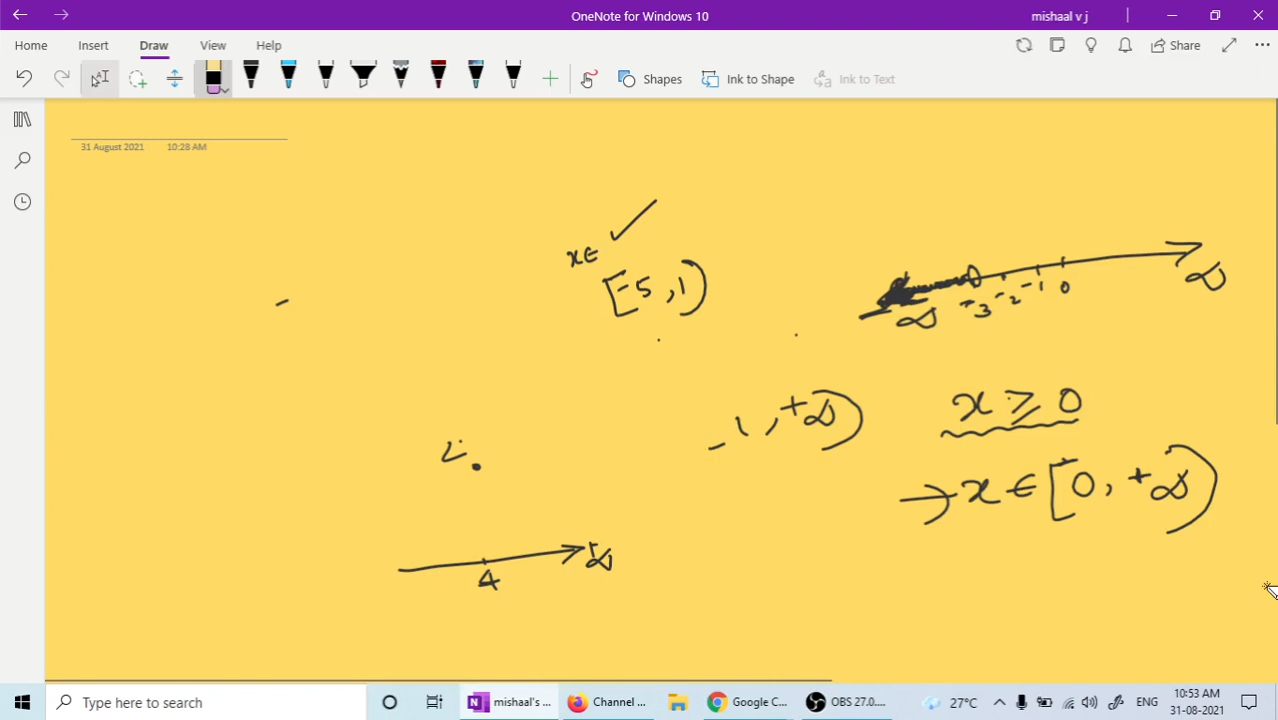 OneNote for Windows 10
mishaal v j
Home Insert Draw View Help
Share
Shapes
Ink to Shape
Ink to Text
31 August 2021 10:28 AM
x∈
[-5,1)
-3 -2 -1 0
∞
∞
-1,+∞)
x ≥ 0
→ x ∈ [0, +∞)
4
+∞
Type here to search
mishaal's ...
Channel ...
Google C...
OBS 27.0....
27°C
ENG
10:53 AM
31-08-2021